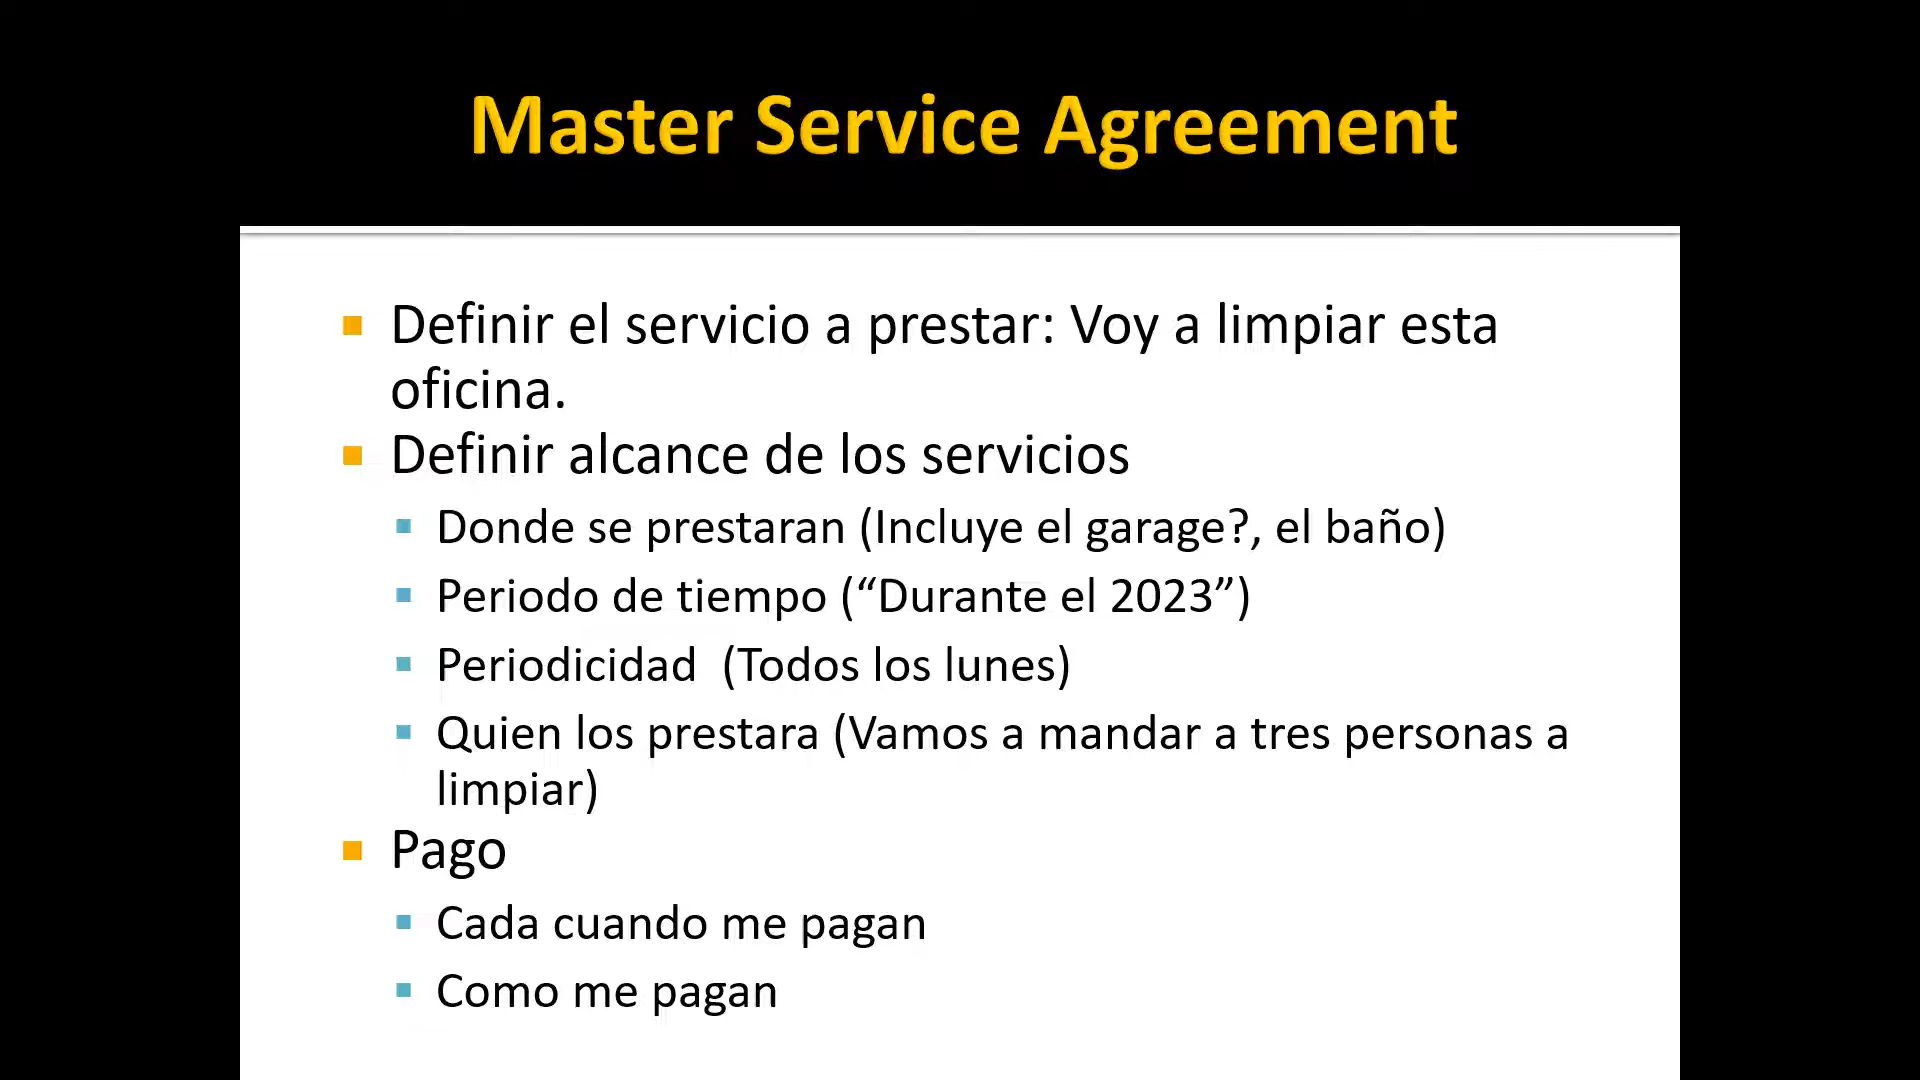 Master Service Agreement
Definir el servicio a prestar: Voy a limpiar esta
oficina.
Definir alcance de los servicios
Donde se prestaran (Incluye el garage?, el baño)
Periodo de tiempo (“Durante el 2023”)
Periodicidad  (Todos los lunes)
Quien los prestara (Vamos a mandar a tres personas a
limpiar)
Pago
Cada cuando me pagan
Como me pagan